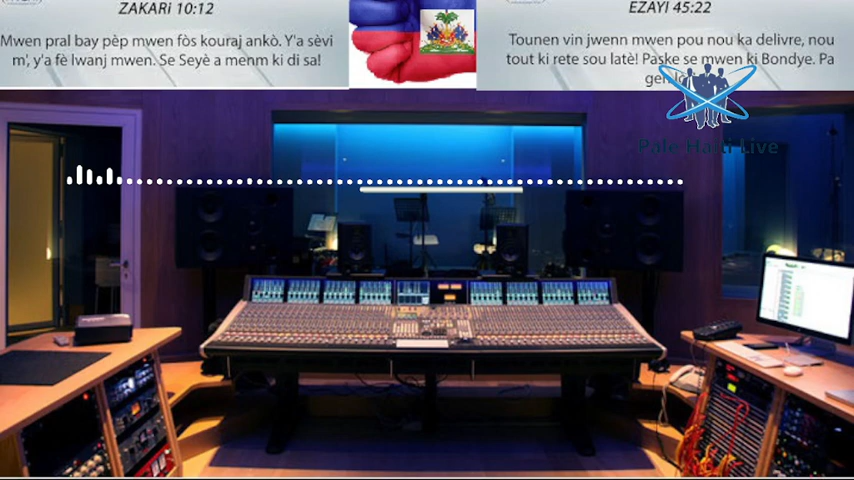 ZAKARi 10:12
Mwen pral bay pèp mwen fòs kouraj ankò. Y'a sèvi
m', y'a fè lwanj mwen. Se Seyè a menm ki di sa!
EZAYI 45:22
Tounen vin jwenn mwen pou nou ka delivre, nou
tout ki rete sou latè! Paske se mwen ki Bondye. Pa
gen
Pale Haiti Live